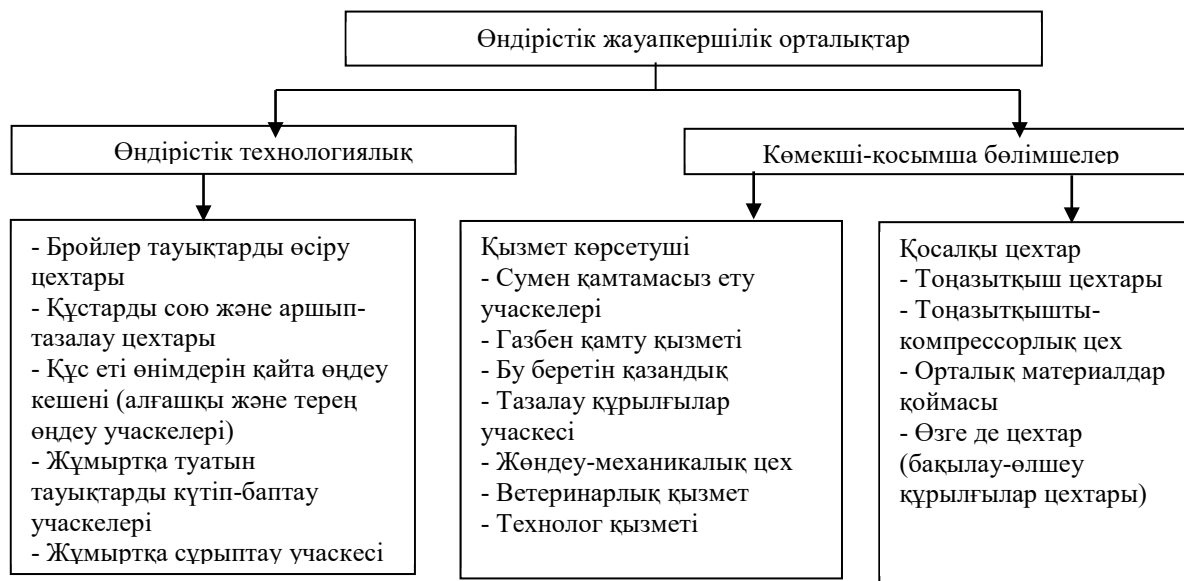 Өндірістік жауапкершілік орталықтар
Өндірістік технологиялық
Көмекші-қосымша бөлімшелер
- Бройлер тауықтарды өсіру
цехтары
- Құстарды сою және аршып-
тазалау цехтары
- Құс еті өнімдерін қайта өңдеу
кешені (алғашқы және терең
өңдеу учаскелері)
- Жұмыртқа туатын
тауықтарды күтіп-баптау
учаскелері
- Жұмыртқа сұрыптау учаскесі
Қызмет көрсетуші
- Сумен қамтамасыз ету
учаскелері
- Газбен қамту қызметі
- Бу беретін қазандық
- Тазалау құрылғылар
учаскесі
- Жөндеу-механикалық цех
- Ветеринарлық қызмет
- Технолог қызметі
Қосалқы цехтар
- Тоңазытқыш цехтары
- Тоңазытқышты-
компрессорлық цех
- Орталық материалдар
қоймасы
- Өзге де цехтар
(бақылау-өлшеу
құрылғылар цехтары)